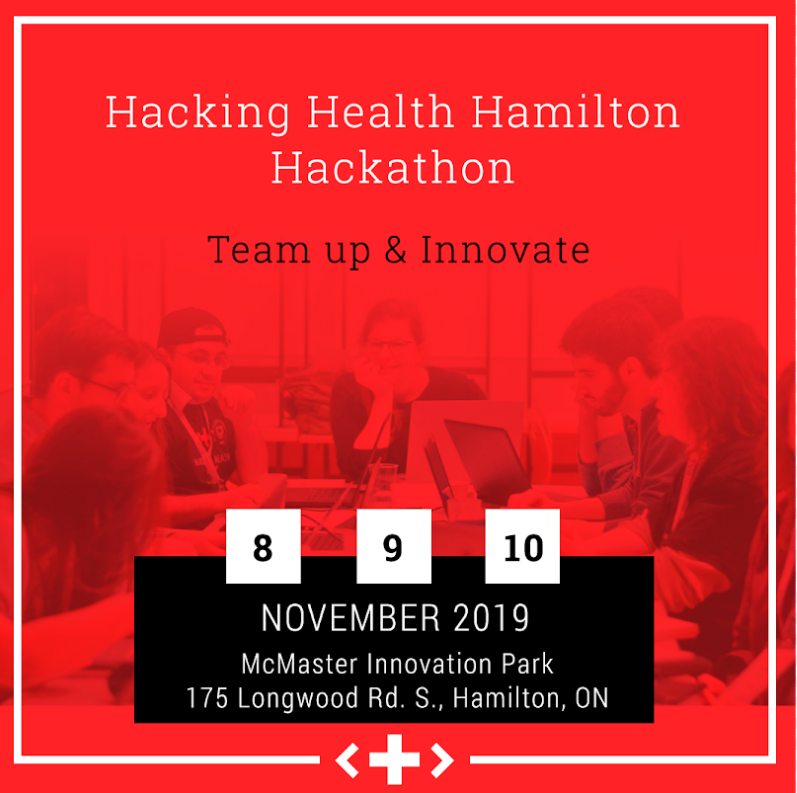 Hacking Health Hamilton
Hackathon
Team up & Innovate
8 9 10
NOVEMBER 2019
McMaster Innovation Park
175 Longwood Rd. S., Hamilton, ON